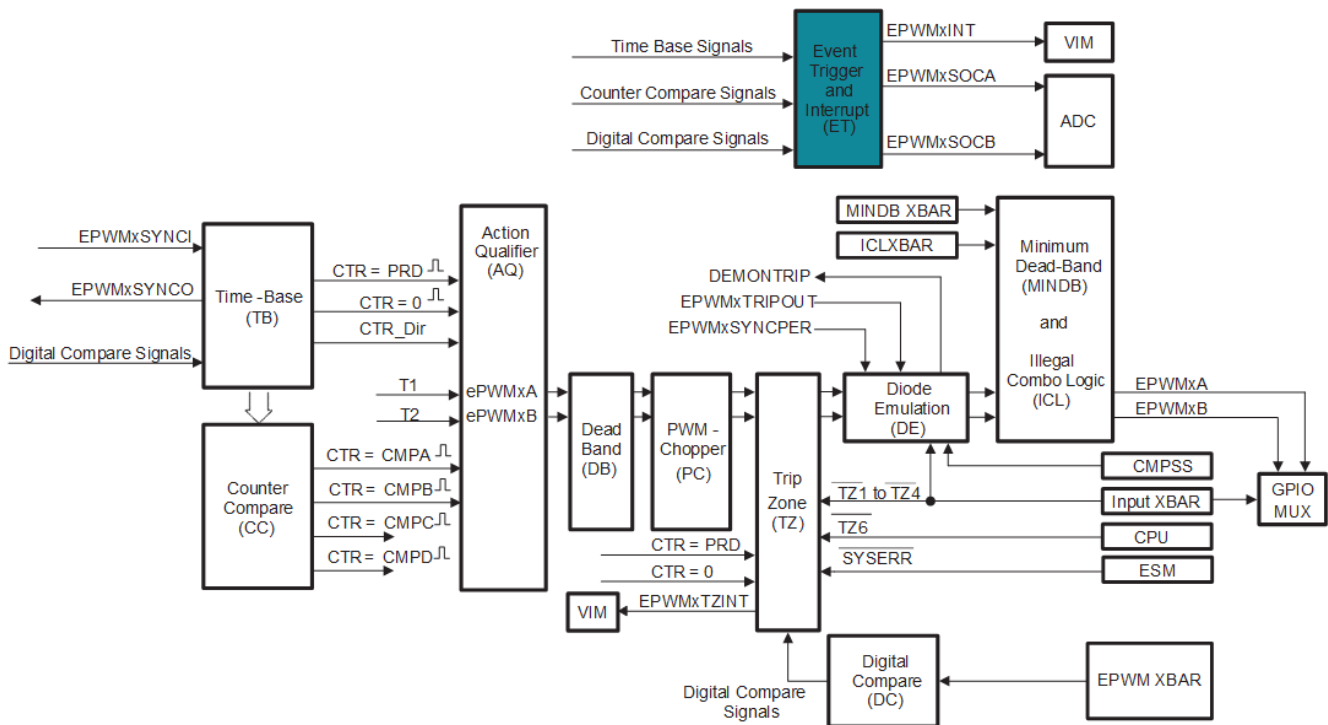 Time Base Signals
Counter Compare Signals
Digital Compare Signals
Event
Trigger
and
Interrupt
(ET)
EPWMxINT
EPWMxSOCA
EPWMxSOCB
VIM
ADC
EPWMxSYNCI
EPWMxSYNCO
Digital Compare Signals
Time -Base
(TB)
CTR = PRD
CTR = 0
CTR_Dir
T1
T2
Action
Qualifier
(AQ)
ePWMxA
ePWMxB
Counter
Compare
(CC)
CTR = CMPA
CTR = CMPB
CTR = CMPC
CTR = CMPD
Dead
Band
(DB)
PWM -
Chopper
(PC)
Trip
Zone
(TZ)
CTR = PRD
CTR = 0
EPWMxTZINT
VIM
DEMONTRIP
EPWMxTRIPOUT
EPWMxSYNCPER
Diode
Emulation
(DE)
MINDB XBAR
ICLXBAR
Minimum
Dead-Band
(MINDB)
and
Illegal
Combo Logic
(ICL)
EPWMxA
EPWMxB
TZ1 to TZ4
TZ6
SYSERR
CMPSS
Input XBAR
CPU
ESM
GPIO
MUX
Digital Compare
Signals
Digital
Compare
(DC)
EPWM XBAR